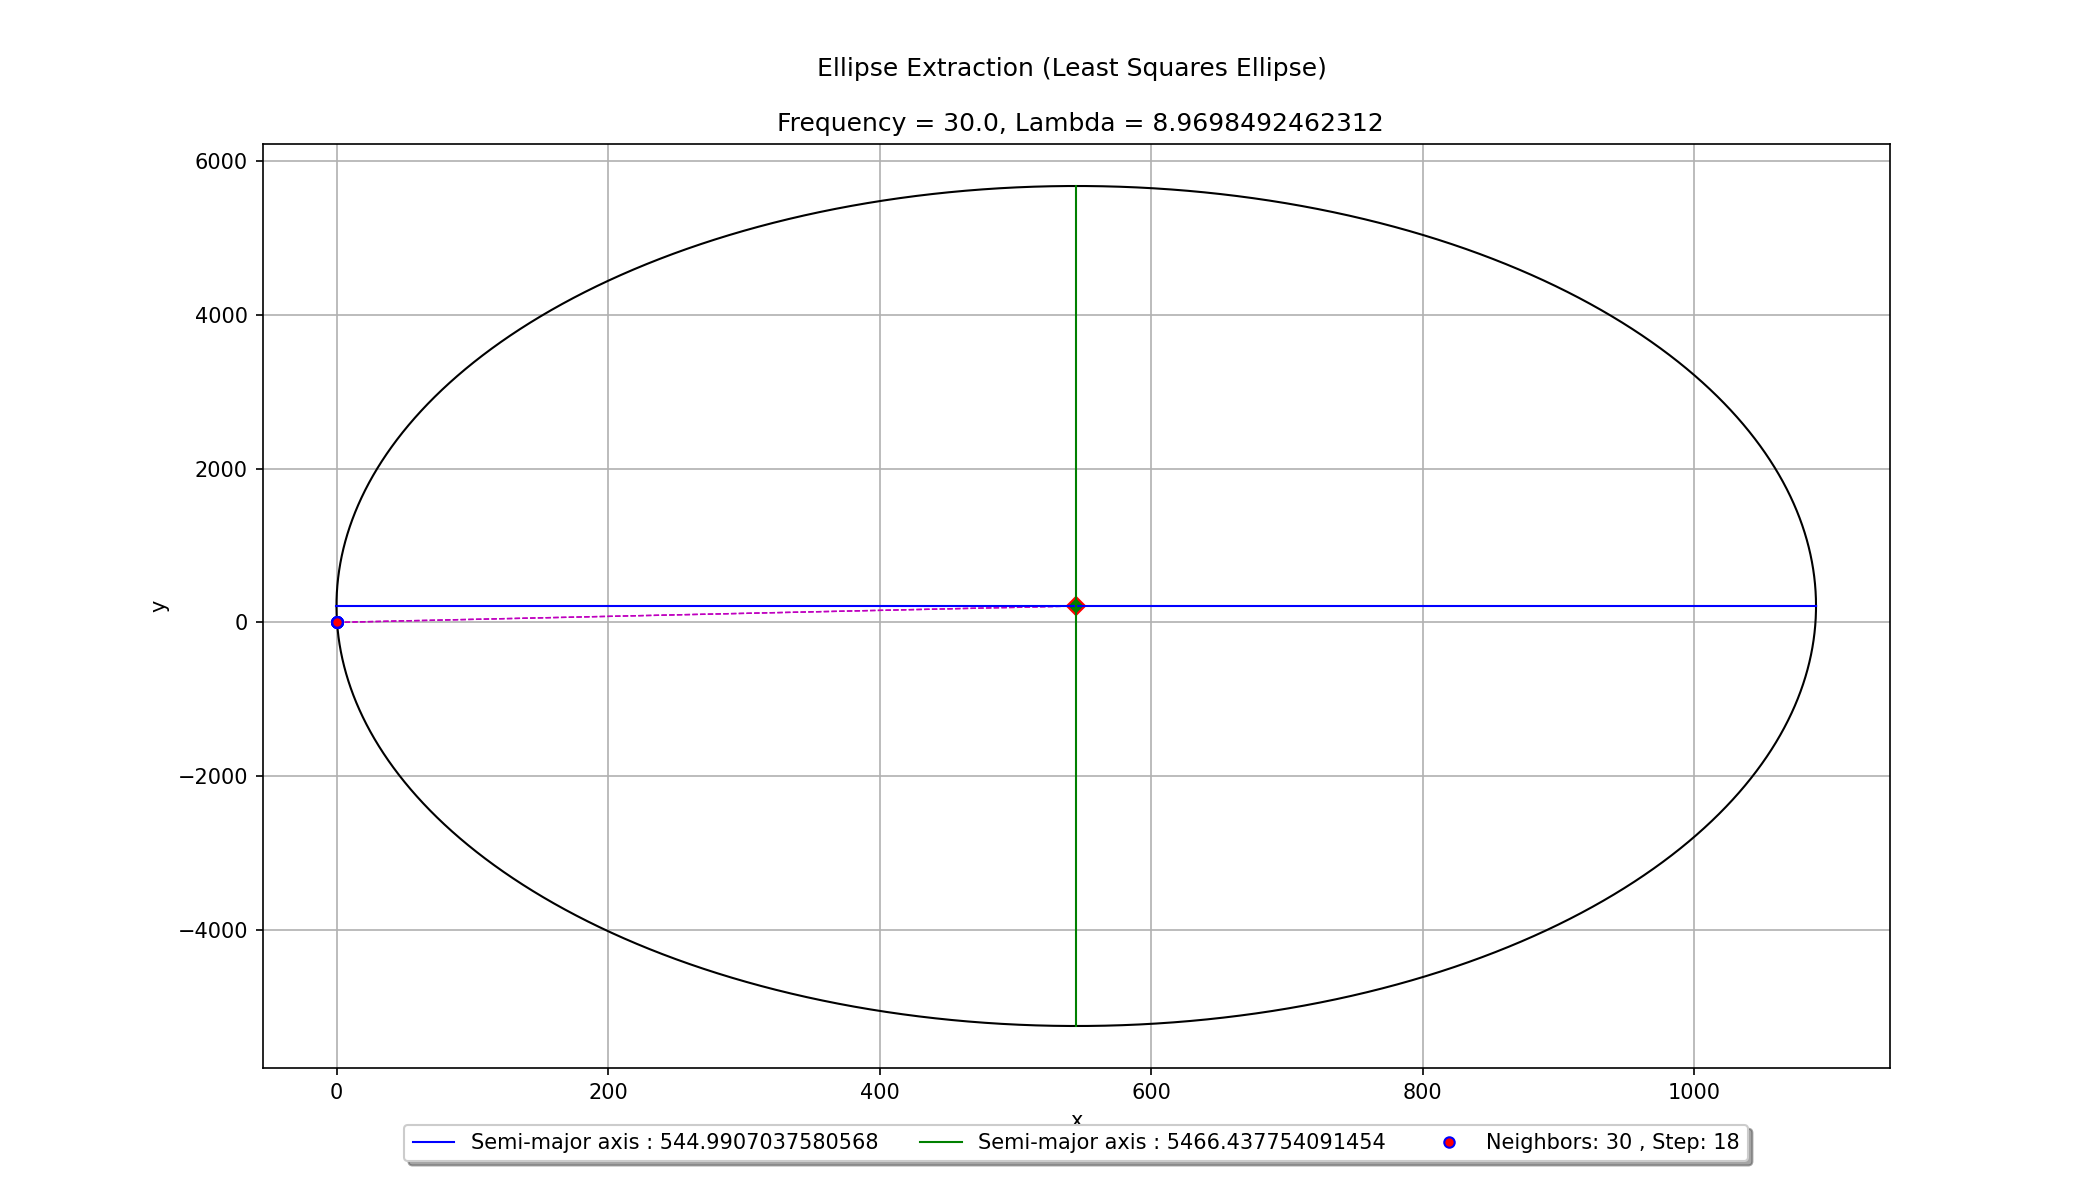 Ellipse Extraction (Least Squares Ellipse)
Frequency = 30.0, Lambda = 8.9698492462312
6000
4000
2000
0
−2000
−4000
y
0 200 400 600 800 1000
x
Semi-major axis : 544.9907037580568 Semi-major axis : 5466.437754091454 Neighbors: 30 , Step: 18